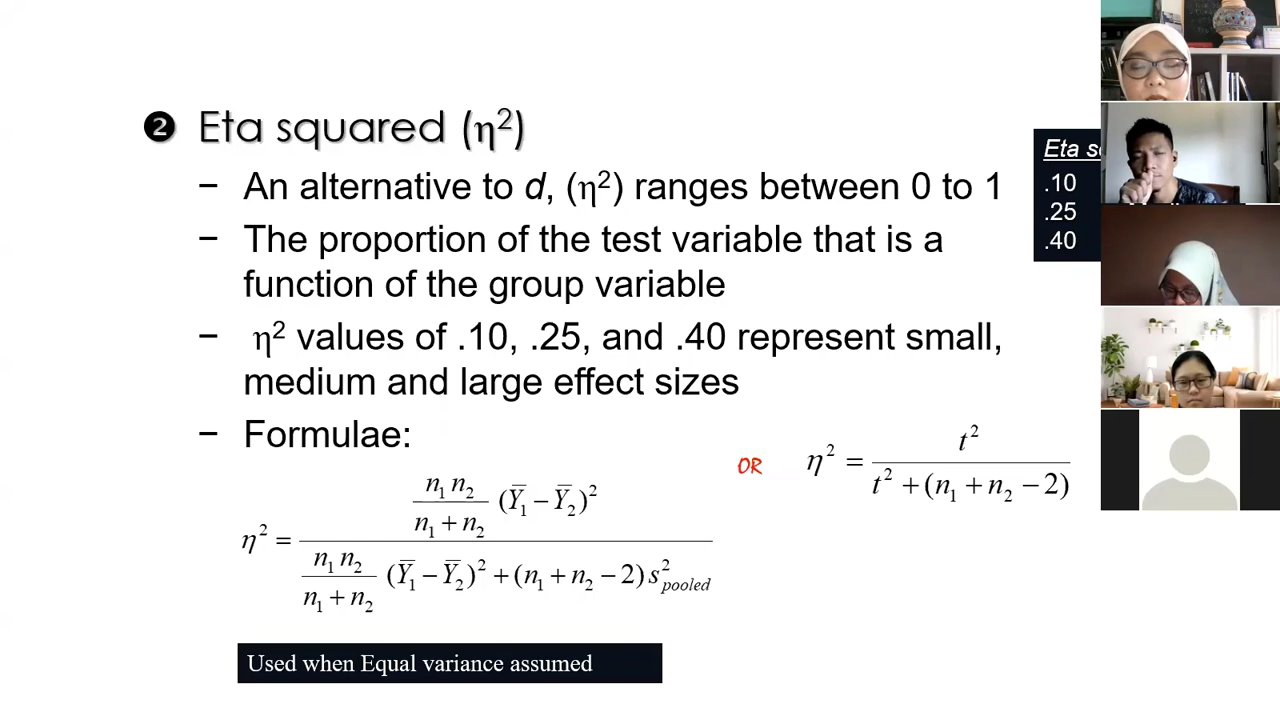 ❷ Eta squared (η²)
− An alternative to d, (η²) ranges between 0 to 1
− The proportion of the test variable that is a
function of the group variable
− η² values of .10, .25, and .40 represent small,
medium and large effect sizes
− Formulae:
η² = (n₁n₂/(n₁ + n₂) (Ȳ₁ − Ȳ₂)²) / (n₁n₂/(n₁ + n₂) (Ȳ₁ − Ȳ₂)² + (n₁ + n₂ − 2)s²pooled)
OR
η² = t² / (t² + (n₁ + n₂ − 2))
Used when Equal variance assumed
Eta
.10
.25
.40